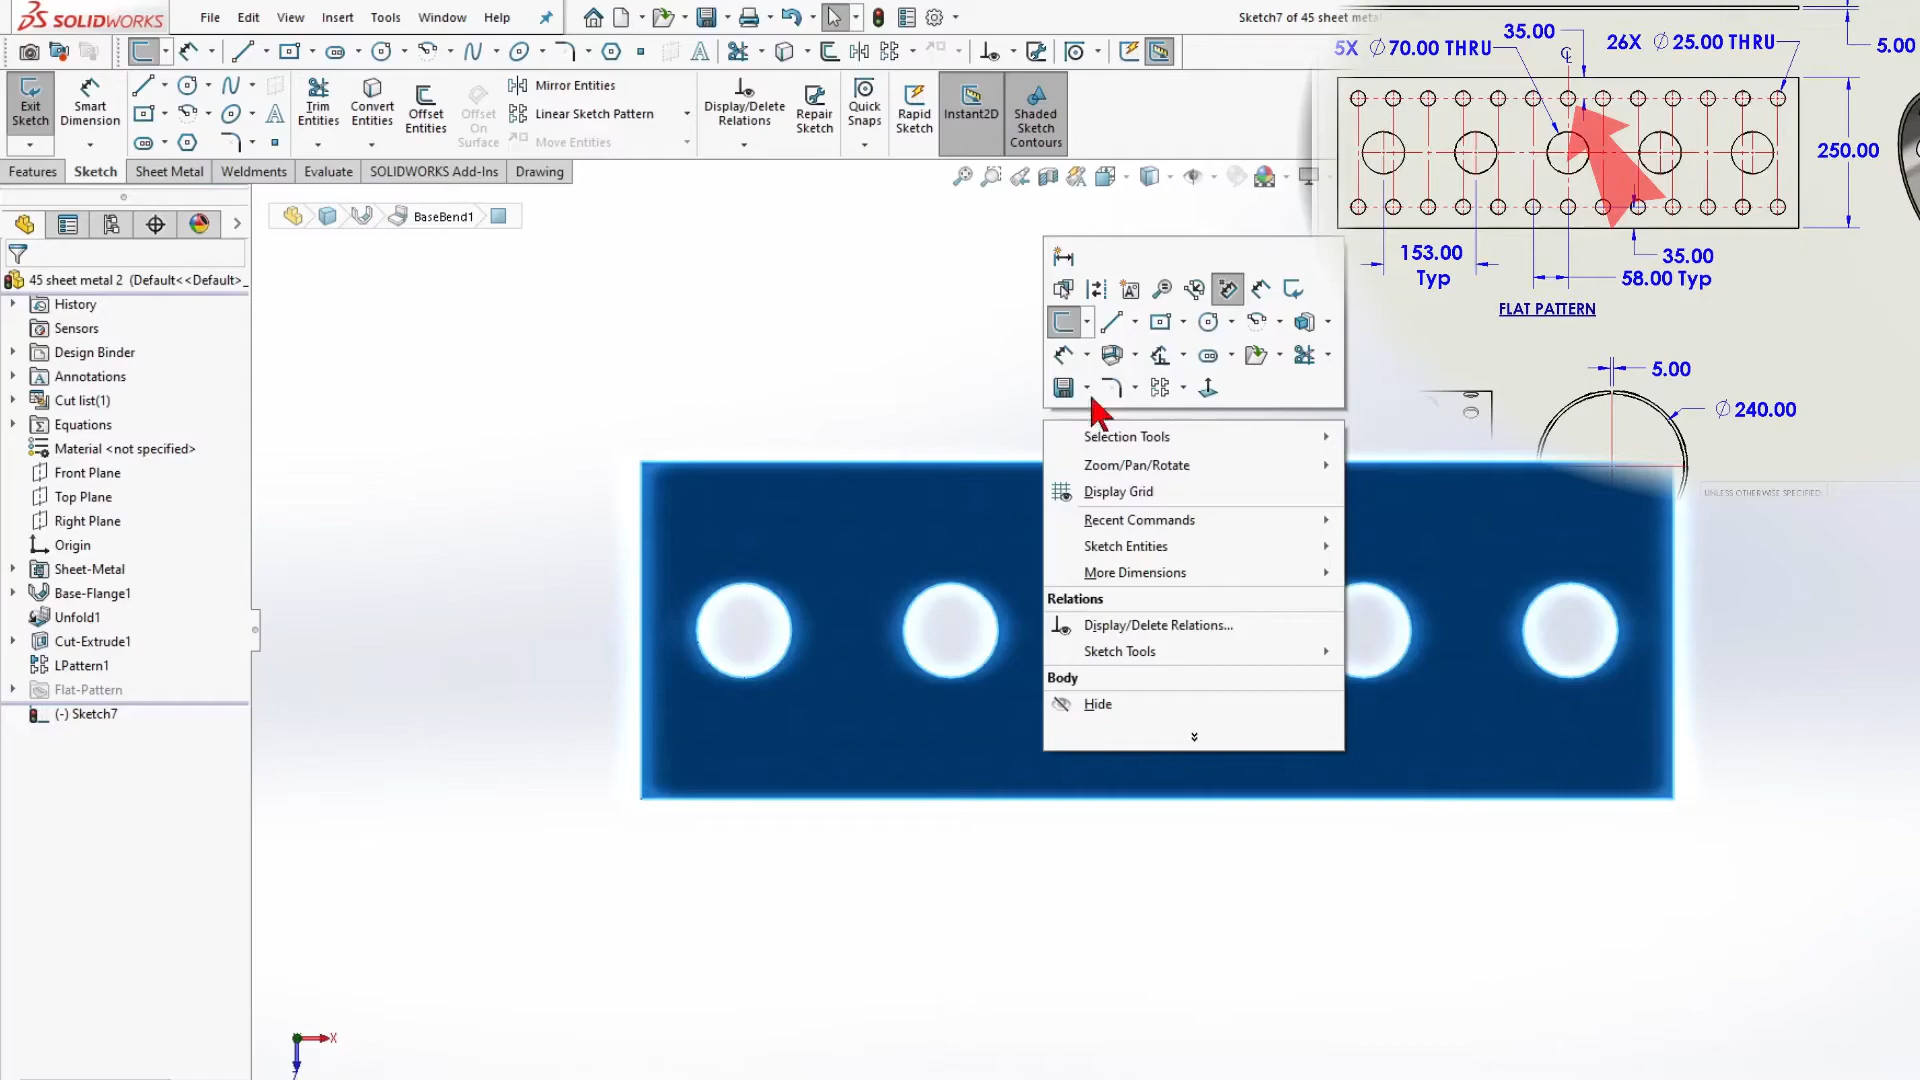 SOLIDWORKS
File Edit View Insert Tools Window Help
Sketch7 of 45 sheet meta
Exit Sketch
Smart Dimension
Trim Entities
Convert Entities
Offset Entities
Offset On Surface
Mirror Entities
Linear Sketch Pattern
Move Entities
Display/Delete Relations
Repair Sketch
Quick Snaps
Rapid Sketch
Instant2D
Shaded Sketch Contours
Features Sketch Sheet Metal Weldments Evaluate SOLIDWORKS Add-Ins Drawing
BaseBend1
45 sheet metal 2 (Default<<Default>_
History
Sensors
Design Binder
Annotations
Cut list(1)
Equations
Material <not specified>
Front Plane
Top Plane
Right Plane
Origin
Sheet-Metal
Base-Flange1
Unfold1
Cut-Extrude1
LPattern1
Flat-Pattern
(-) Sketch7
Selection Tools
Zoom/Pan/Rotate
Display Grid
Recent Commands
Sketch Entities
More Dimensions
Relations
Display/Delete Relations...
Sketch Tools
Body
Hide
5X Ø70.00 THRU
35.00
26X Ø25.00 THRU
5.00
250.00
153.00
Typ
35.00
58.00 Typ
FLAT PATTERN
5.00
Ø240.00
UNLESS OTHERWISE SPECIFIED
X